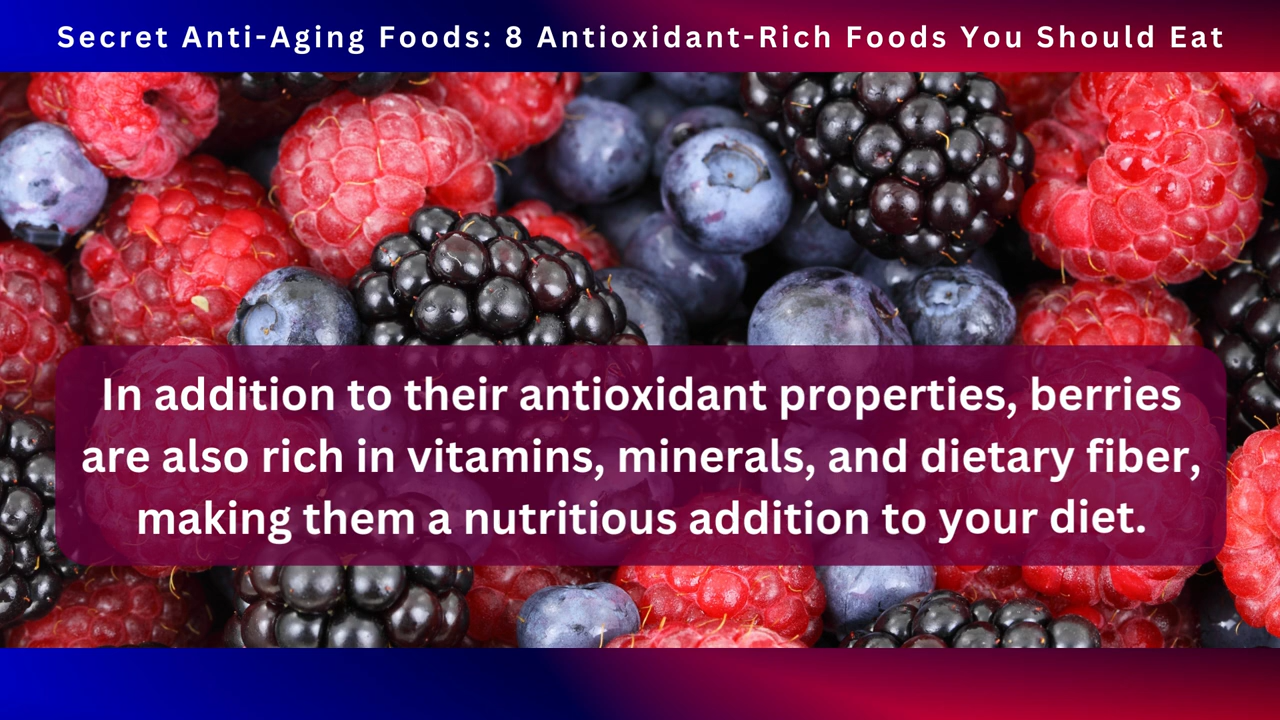 Secret Anti-Aging Foods: 8 Antioxidant-Rich Foods You Should Eat
In addition to their antioxidant properties, berries
are also rich in vitamins, minerals, and dietary fiber,
making them a nutritious addition to your diet.